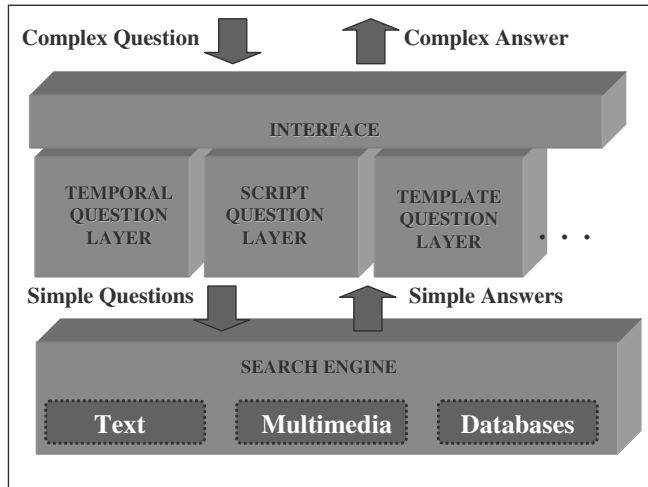 Complex Question
Complex Answer
INTERFACE
TEMPORAL
QUESTION
LAYER
SCRIPT
QUESTION
LAYER
TEMPLATE
QUESTION
LAYER
. . .
Simple Questions
Simple Answers
SEARCH ENGINE
Text
Multimedia
Databases